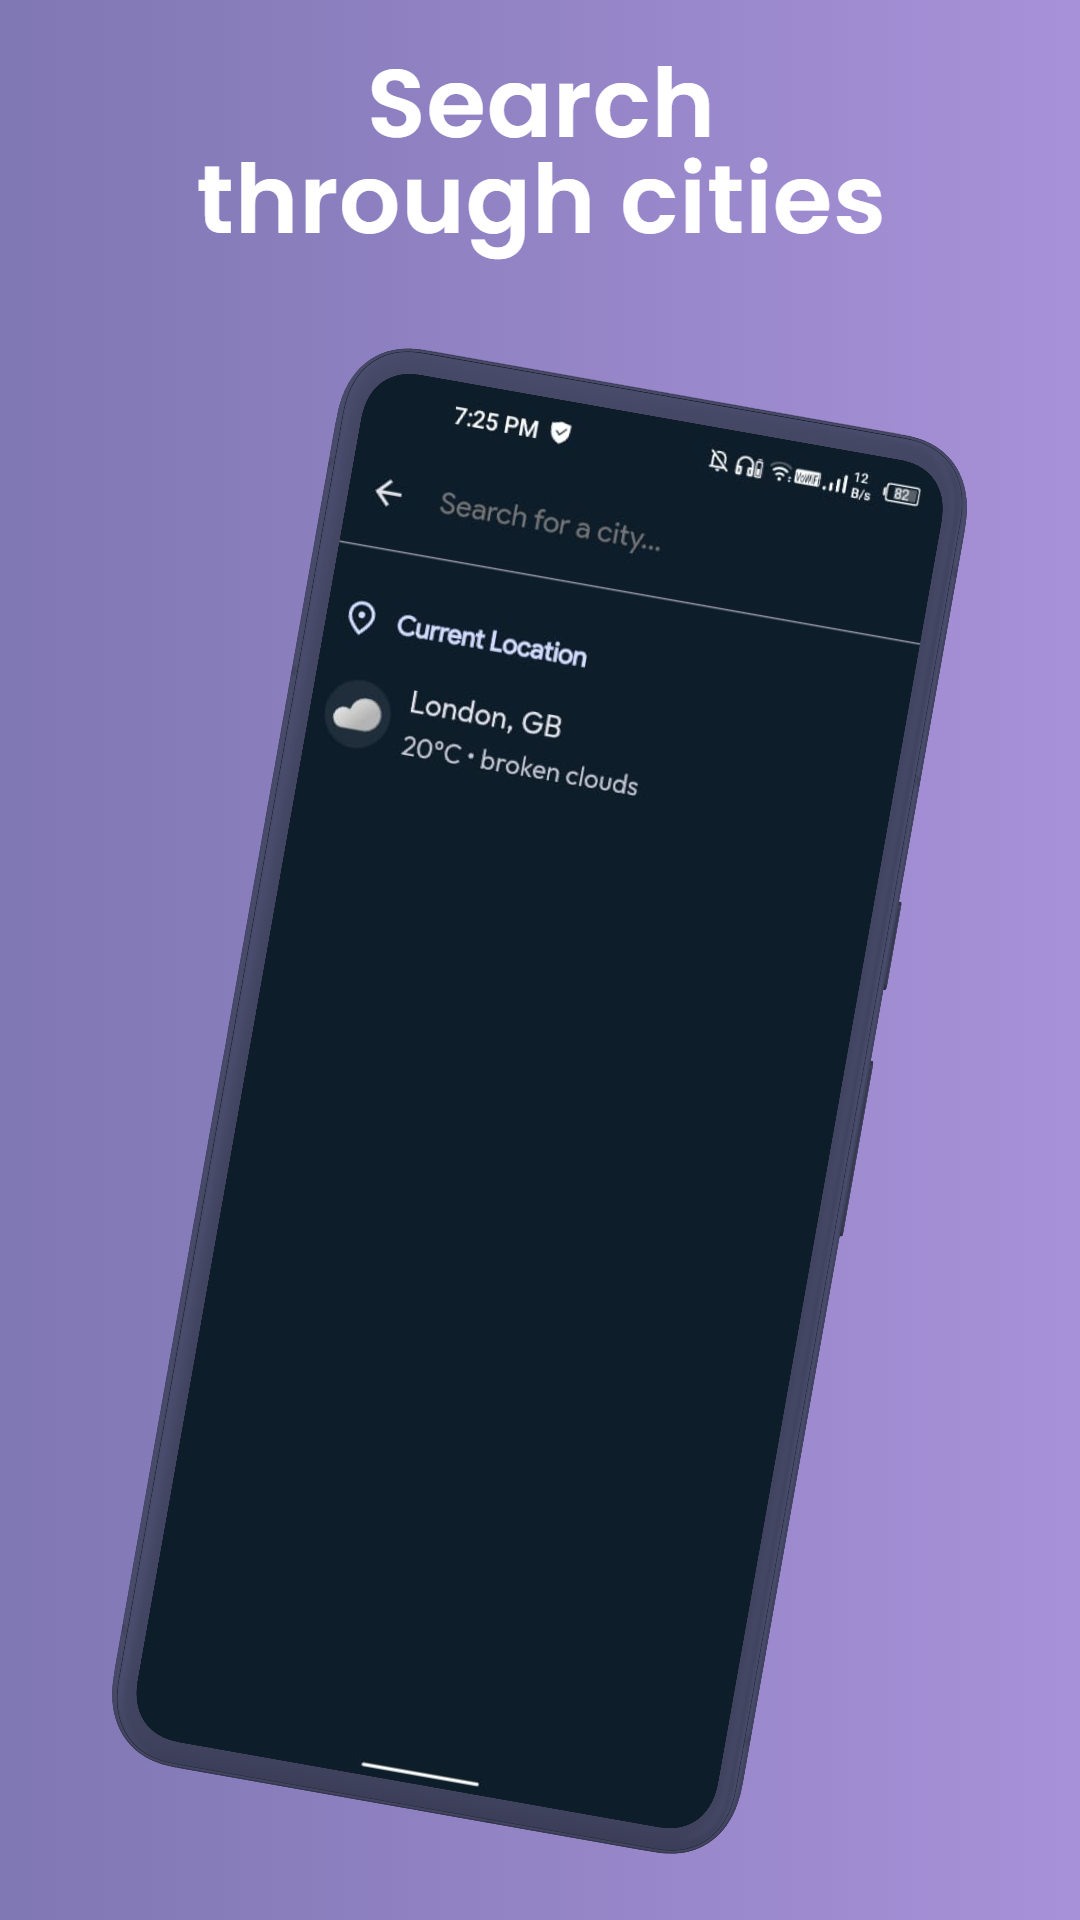 Search
through cities
7:25 PM
VoWiFi
12
B/s
82
Search for a city...
Current Location
London, GB
20°C • broken clouds